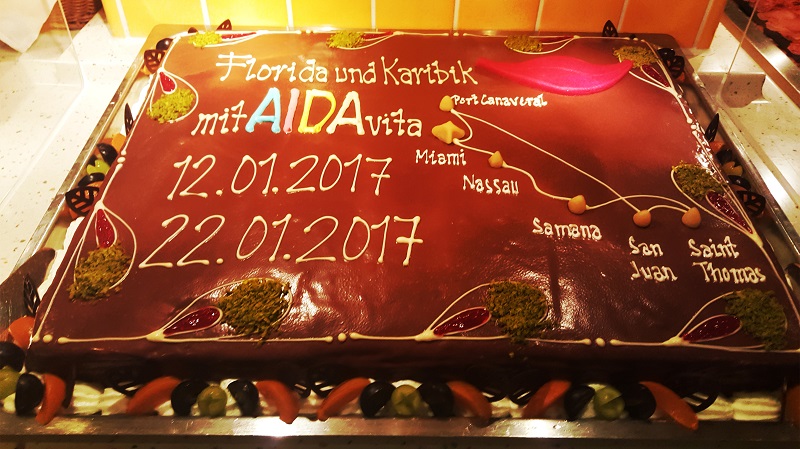 Florida und Karibik
mit AIDAvita
12.01.2017
22.01.2017
Port Canaveral
Miami
Nassau
Samana
San
Juan
Saint
Thomas